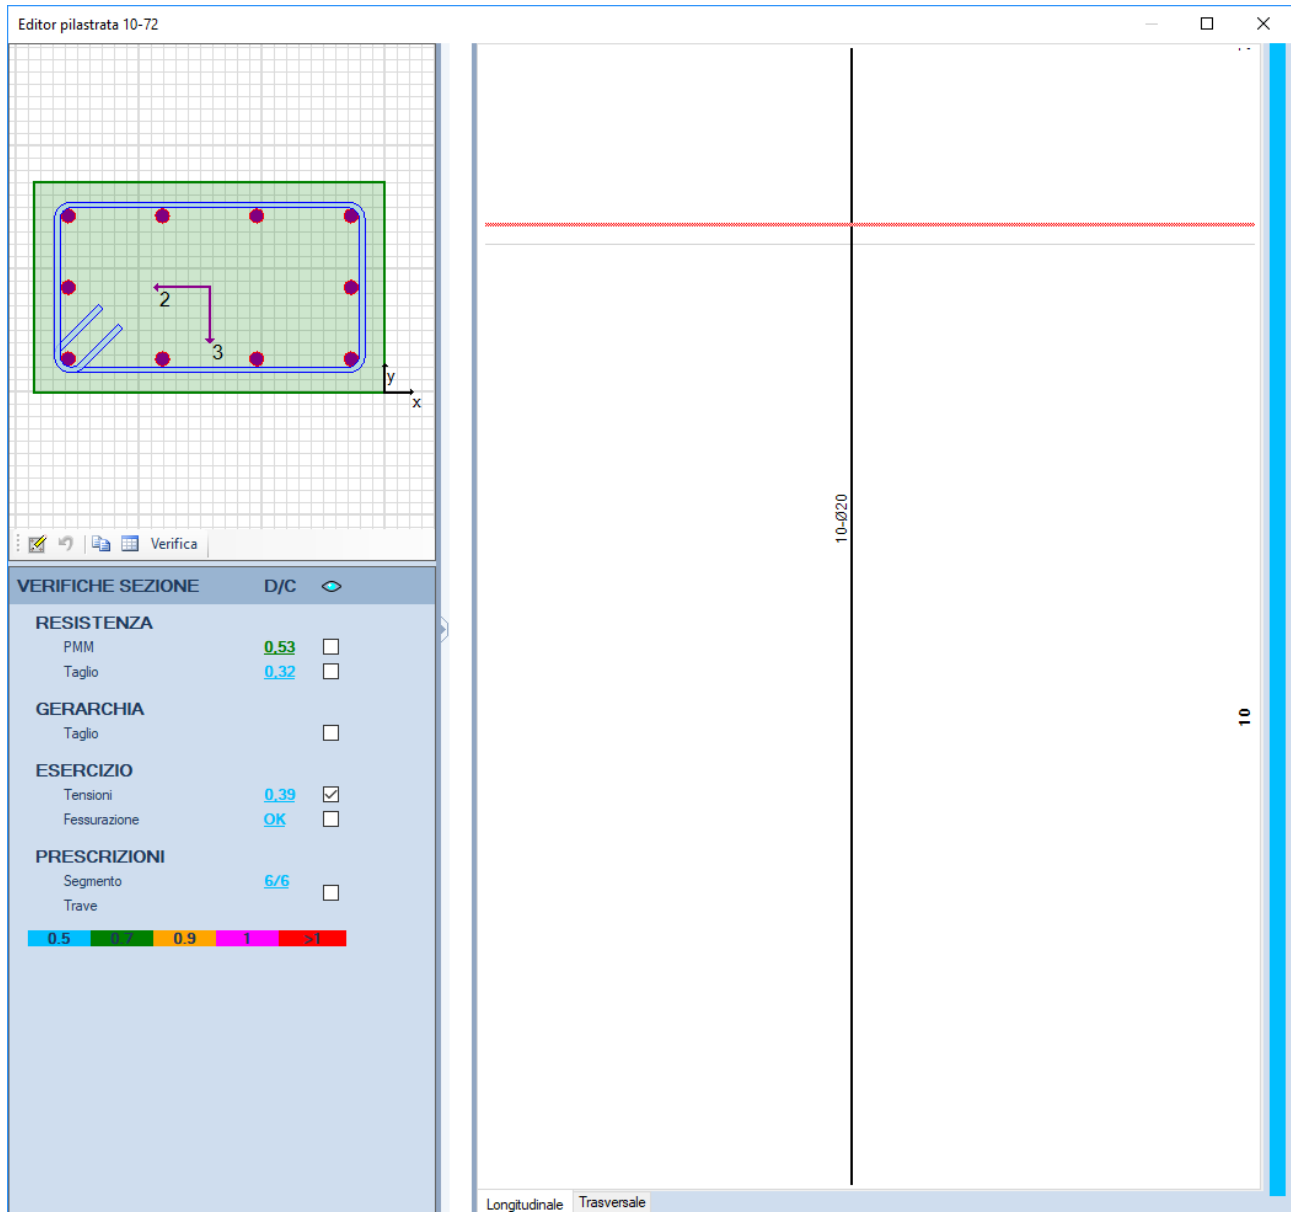 Editor pilastrata 10-72
2
3
y
x
Verifica
VERIFICHE SEZIONE D/C
RESISTENZA
PMM 0,53
Taglio 0,32
GERARCHIA
Taglio
ESERCIZIO
Tensioni 0,39
Fessurazione OK
PRESCRIZIONI
Segmento 6/6
Trave
0.5 0.7 0.9 1 >1
10-Ø20
10
Longitudinale Trasversale